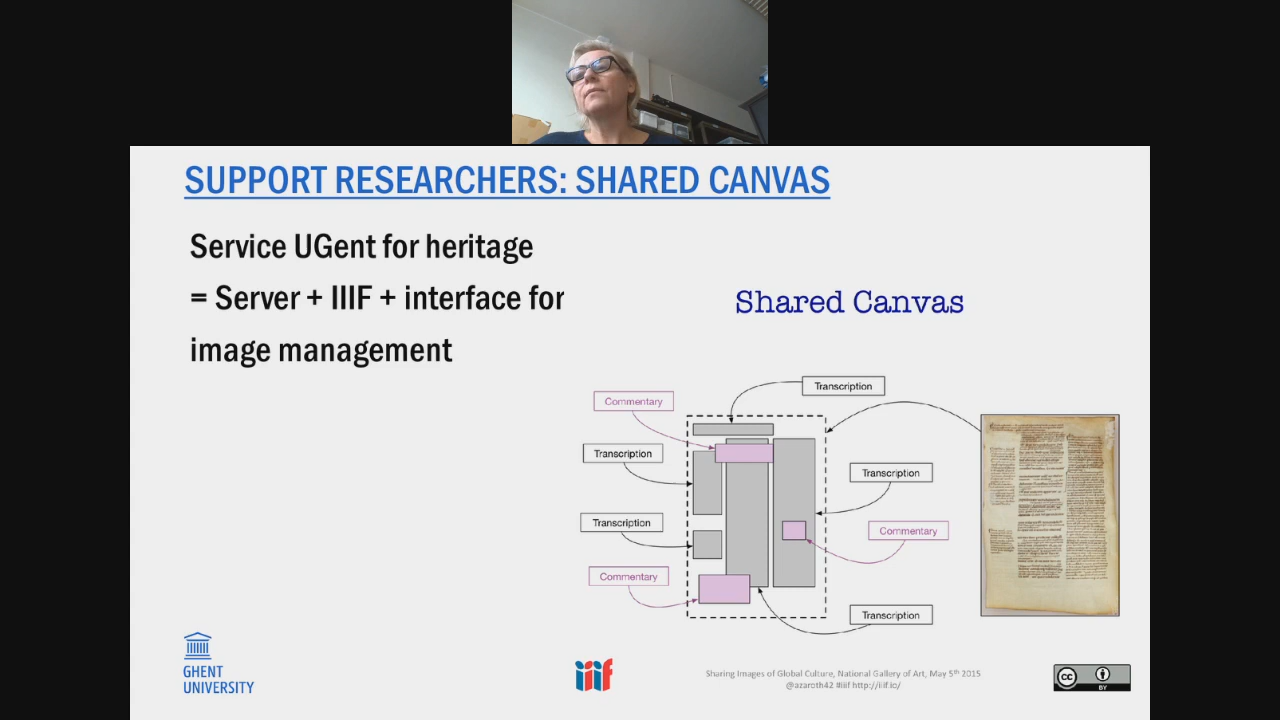 SUPPORT RESEARCHERS: SHARED CANVAS
Service UGent for heritage
= Server + IIIF + interface for
image management
Shared Canvas
Transcription
Commentary
Transcription
Transcription
Transcription
Commentary
Commentary
Transcription
GHENT
UNIVERSITY
iiif
Sharing Images of Global Culture, National Gallery of Art, May 5th 2015
@azaroth42 #iiif http://iiif.io/
cc
BY